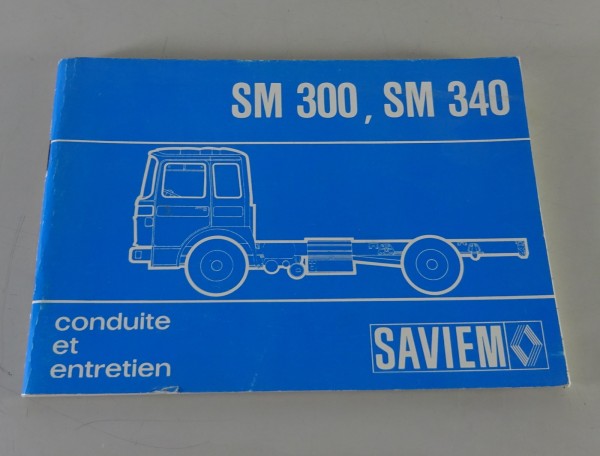 SM 300, SM 340
conduite
et
entretien
SAVIEM